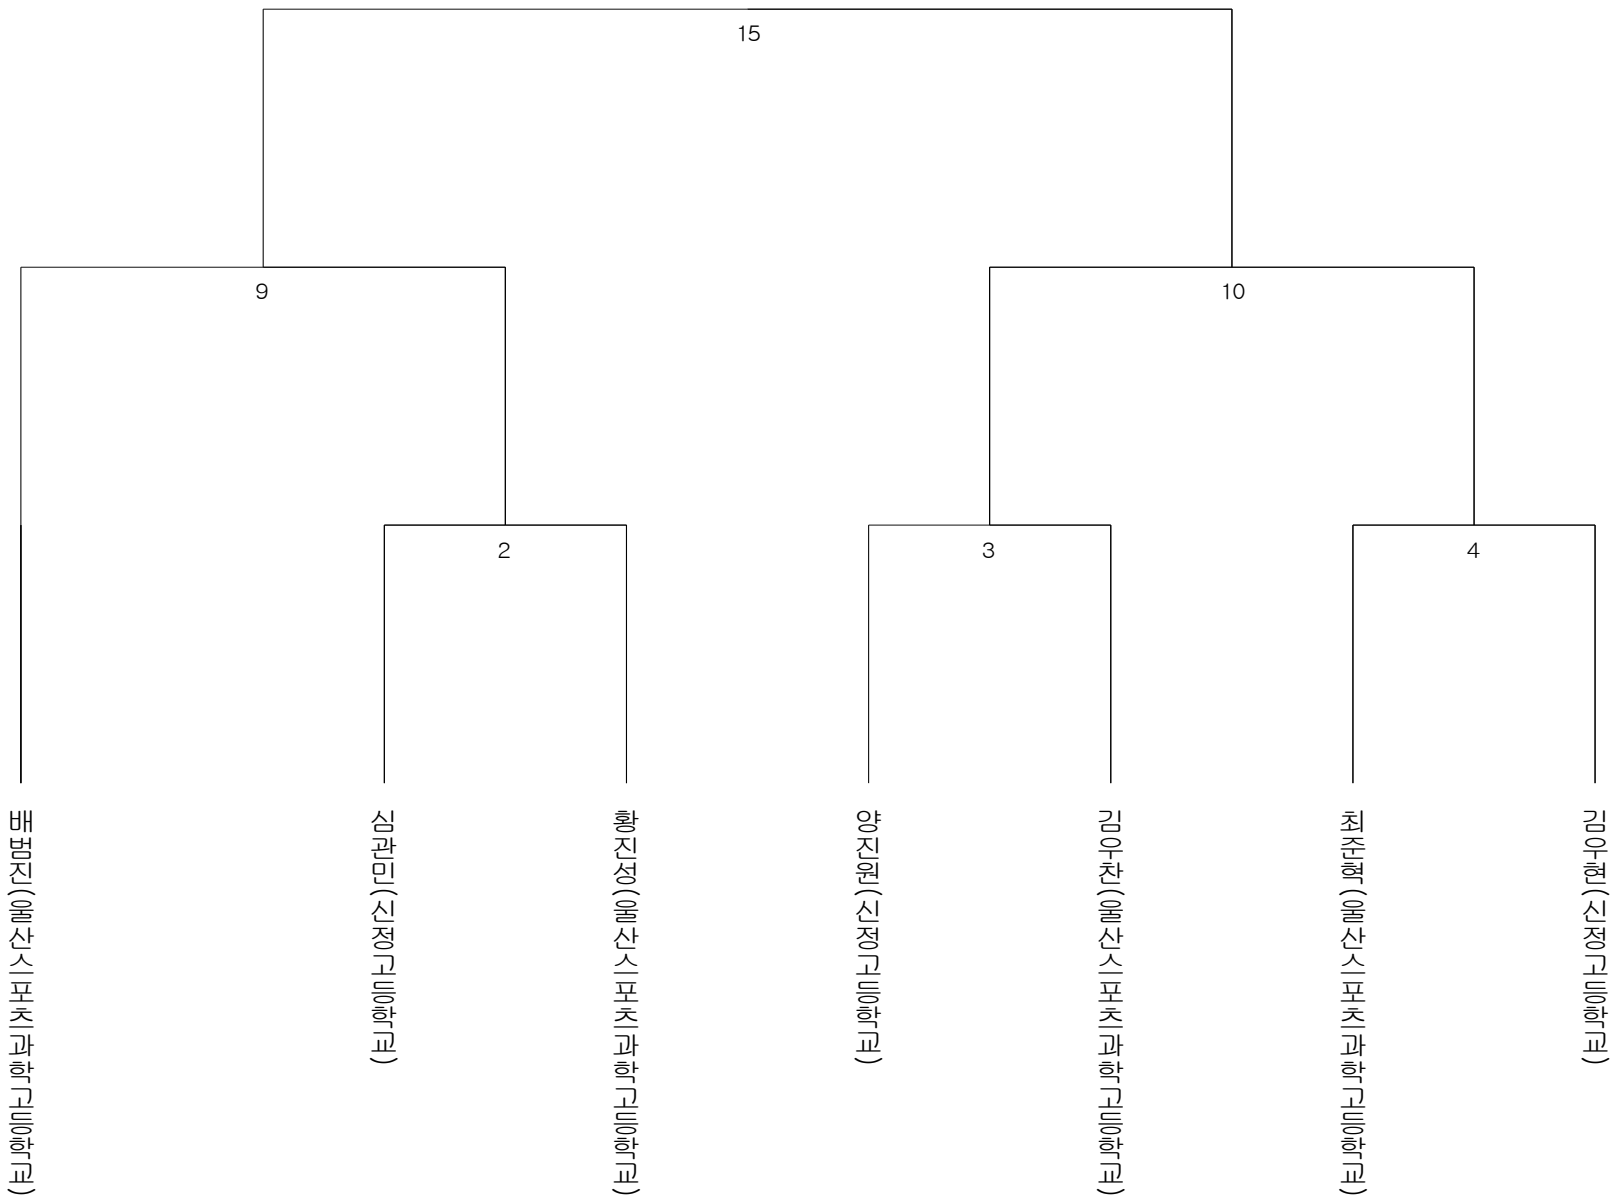 15
9
10
2
3
4
배범진(울산스포츠과학고등학교)
심관민(신정고등학교)
황진성(울산스포츠과학고등학교)
양진원(신정고등학교)
김우찬(울산스포츠과학고등학교)
최준혁(울산스포츠과학고등학교)
김우현(신정고등학교)